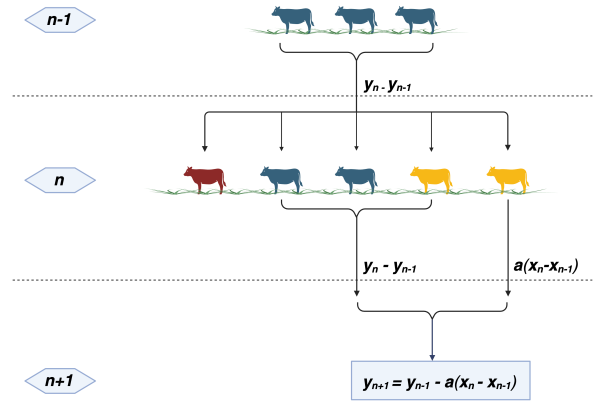 n-1
yn - yn-1
n
yn - yn-1
a(xn-xn-1)
n+1
yn+1 = yn-1 - a(xn - xn-1)